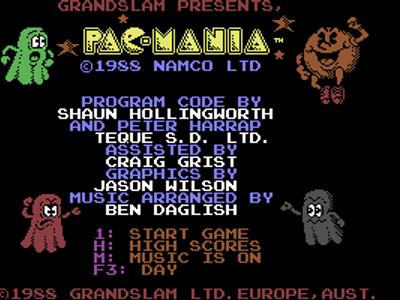 GRANDSLAM PRESENTS,
PAC-MANIA™
©1988 NAMCO LTD
PROGRAM CODE BY
SHAUN HOLLINGWORTH
AND PETER HARRAP
TEQUE S.D. LTD.
ASSISTED BY
CRAIG GRIST
GRAPHICS BY
JASON WILSON
MUSIC ARRANGED BY
BEN DAGLISH
1: START GAME
H: HIGH SCORES
M: MUSIC IS ON
F3: DAY
©1988 GRANDSLAM LTD.EUROPE,AUST.